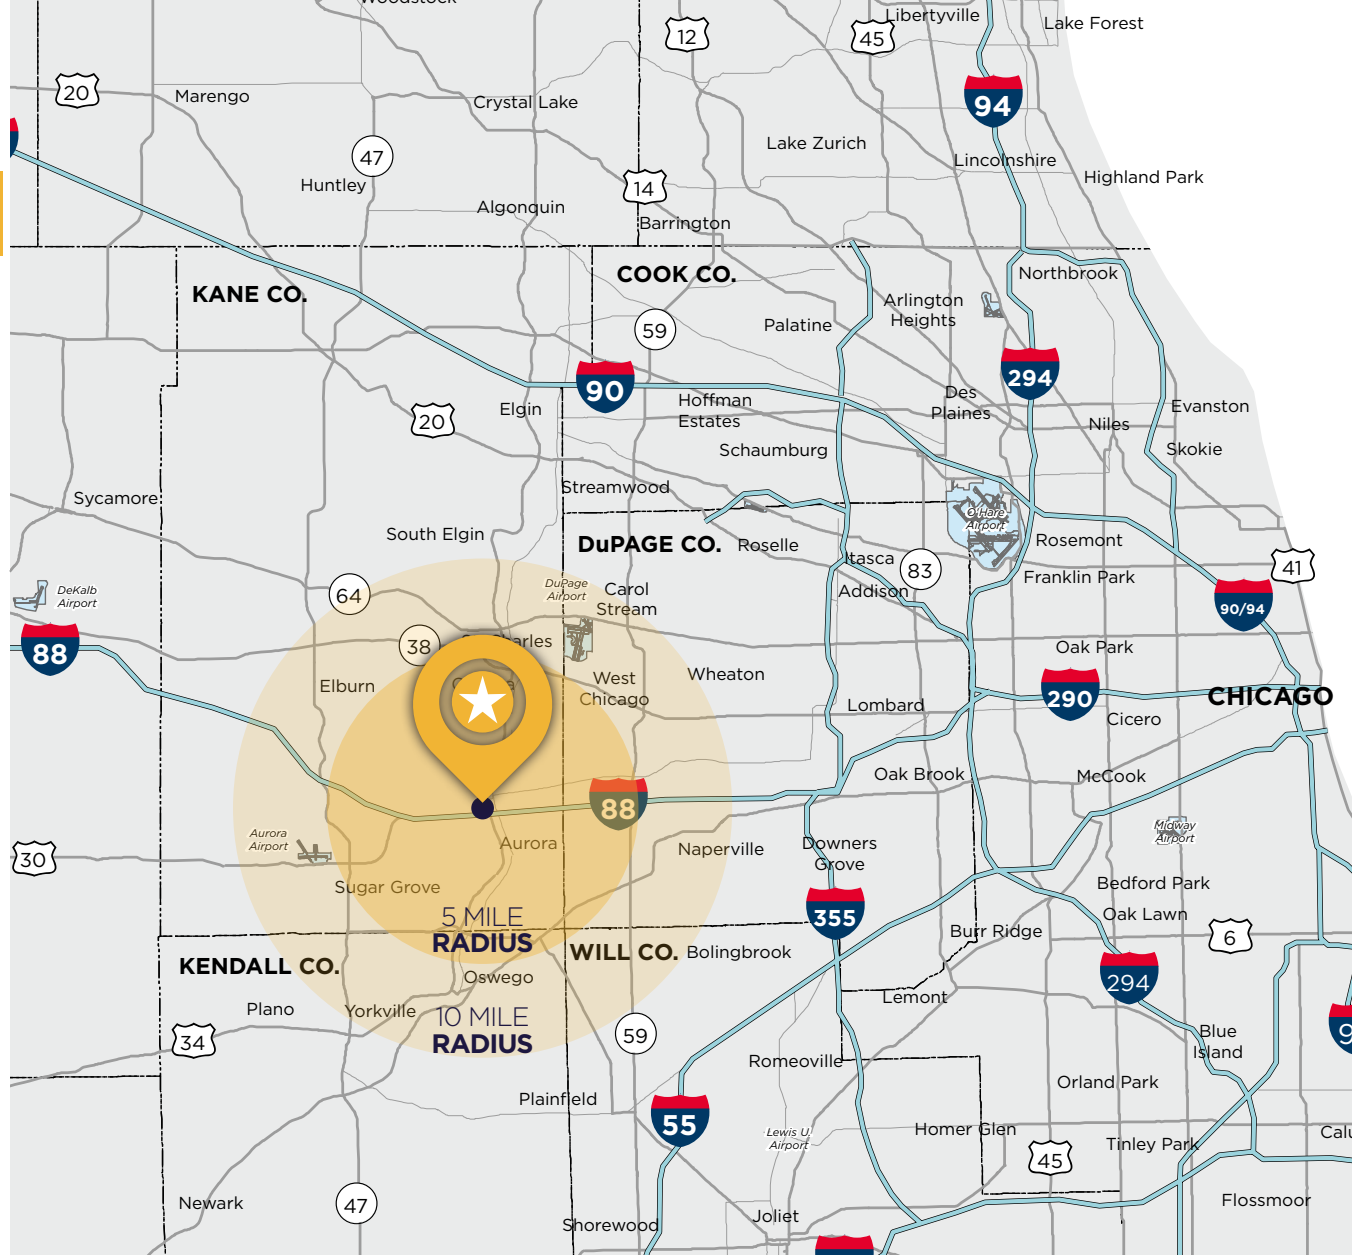 Woodstock
Libertyville
Lake Forest
12
45
20
Marengo
Crystal Lake
94
47
Lake Zurich
Lincolnshire
Huntley
14
Highland Park
Algonquin
Barrington
COOK CO.
Northbrook
KANE CO.
Arlington
Heights
59
Palatine
294
90
Des
Plaines
Hoffman
Estates
Elgin
20
Evanston
Niles
Schaumburg
Skokie
Streamwood
Sycamore
O'Hare
Airport
South Elgin
DuPAGE CO.
Roselle
Rosemont
Itasca
83
41
Franklin Park
DuPage
Airport
Carol
Stream
Addison
DeKalb
Airport
64
90/94
38
Charles
88
Oak Park
Elburn
West
Chicago
Wheaton
290
CHICAGO
Lombard
Cicero
Oak Brook
McCook
88
Aurora
Airport
Aurora
Naperville
Downers
Grove
Midway
Airport
30
Sugar Grove
Bedford Park
5 MILE
RADIUS
355
Oak Lawn
Burr Ridge
6
WILL CO.
Bolingbrook
KENDALL CO.
Oswego
294
Lemont
Plano
Yorkville
10 MILE
RADIUS
34
59
Blue
Island
Romeoville
9
Orland Park
Plainfield
55
Lewis U.
Airport
Homer Glen
Tinley Park
45
Newark
47
Shorewood
Joliet
Flossmoor